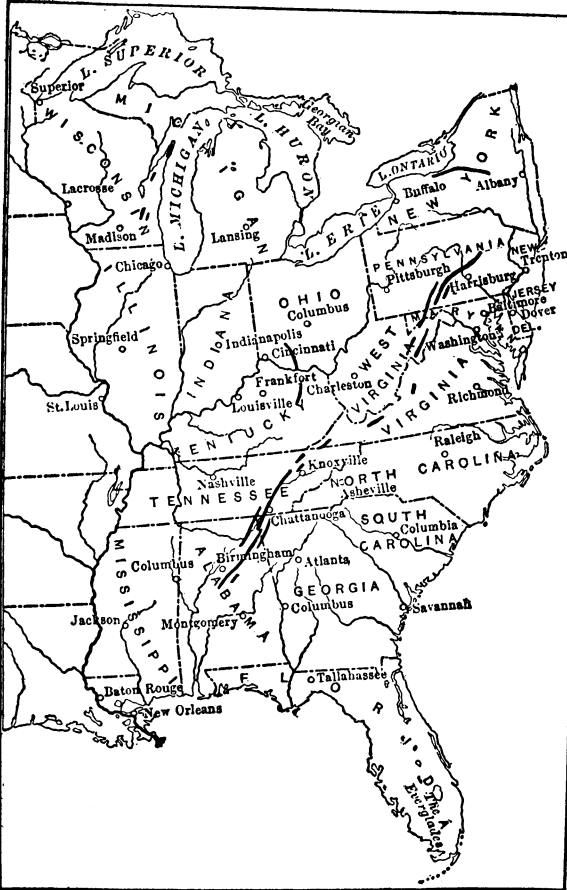 L. SUPERIOR
Superior
MICHIGAN
WISCONSIN
L. MICHIGAN
L. HURON
Georgian
Bay
L. ONTARIO
NEW YORK
Lacrosse
Buffalo
Albany
L. ERIE
Madison
Lansing
Chicago
PENNSYLVANIA
NEW
JERSEY
Trenton
Pittsburgh
Harrisburg
ILLINOIS
INDIANA
OHIO
Columbus
MARY
Baltimore
Dover
DEL.
Springfield
Indianapolis
Cincinnati
WEST
VIRGINIA
Washington
Frankfort
Charleston
VIRGINIA
St. Louis
Louisville
Richmond
KENTUCKY
Raleigh
Knoxville
Nashville
NORTH
CAROLINA
TENNESSEE
Asheville
Chattanooga
SOUTH
CAROLINA
Columbia
MISSISSIPPI
Columbus
ALABAMA
Birmingham
Atlanta
GEORGIA
Columbus
Savannah
Jackson
Montgomery
FLORIDA
Tallahassee
Baton Rouge
New Orleans
The
Everglades